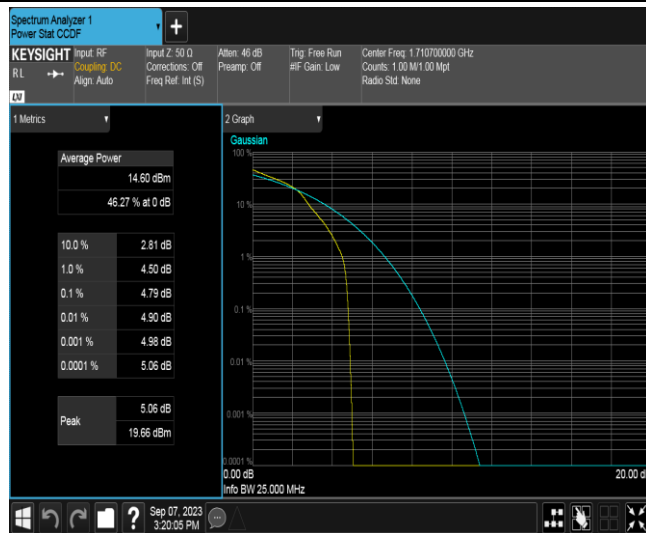 Spectrum Analyzer 1
Power Stat CCDF
+
KEYSIGHT
RL
Input: RF
Coupling: DC
Align: Auto
Input Z: 50 Ω
Corrections: Off
Freq Ref: Int (S)
Atten: 46 dB
Preamp: Off
Trig: Free Run
#IF Gain: Low
Center Freq: 1.710700000 GHz
Counts: 1.00 M/1.00 Mpt
Radio Std: None
1 Metrics
Average Power
14.60 dBm
46.27 % at 0 dB
10.0 % 2.81 dB
1.0 % 4.50 dB
0.1 % 4.79 dB
0.01 % 4.90 dB
0.001 % 4.98 dB
0.0001 % 5.06 dB
Peak
5.06 dB
19.66 dBm
2 Graph
Gaussian
100 %
10 %
1 %
0.1 %
0.01 %
0.001 %
0.0001 %
0.00 dB
20.00 d
Info BW 25.000 MHz
?
Sep 07, 2023
3:20:05 PM